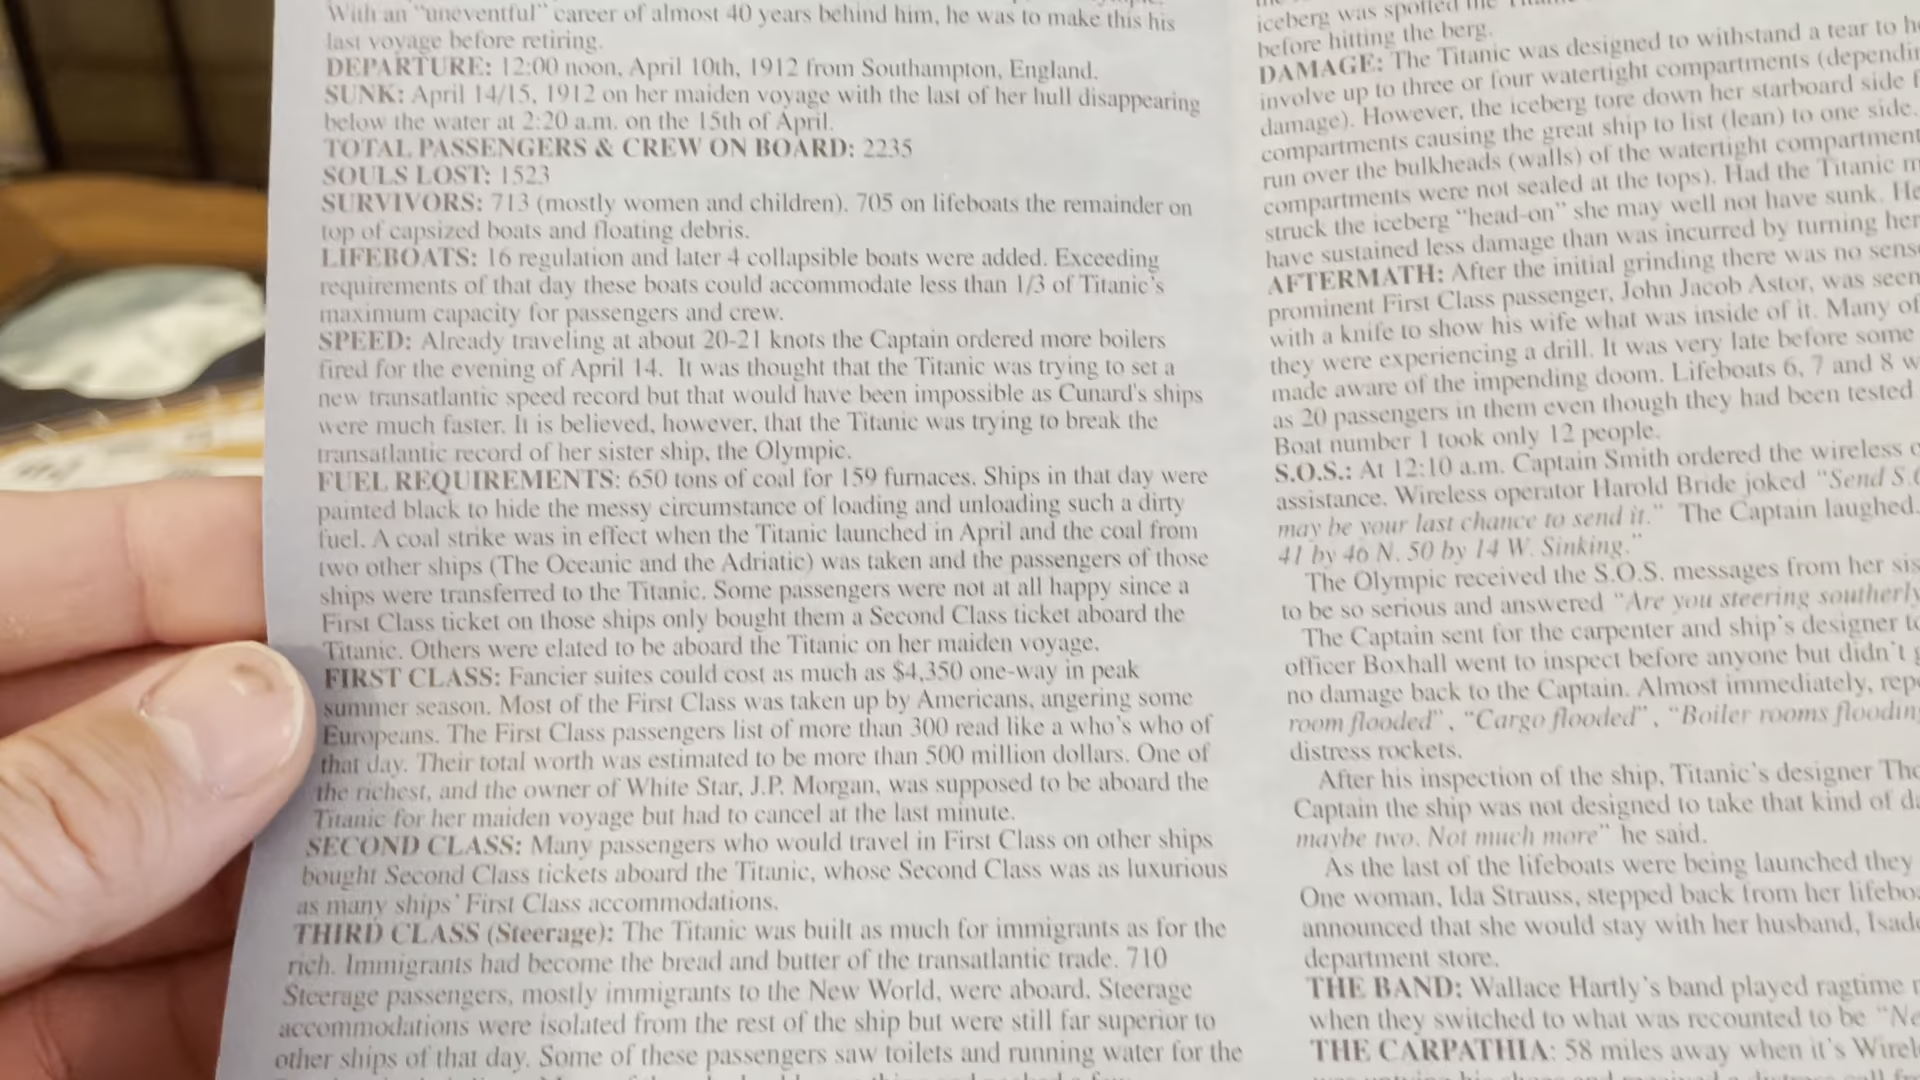 With an "uneventful" career of almost 40 years behind him, he was to make this his
last voyage before retiring.
DEPARTURE: 12:00 noon, April 10th, 1912 from Southampton, England.
SUNK: April 14/15, 1912 on her maiden voyage with the last of her hull disappearing
below the water at 2:20 a.m. on the 15th of April.
TOTAL PASSENGERS & CREW ON BOARD: 2235
SOULS LOST: 1523
SURVIVORS: 713 (mostly women and children). 705 on lifeboats the remainder on
top of capsized boats and floating debris.
LIFEBOATS: 16 regulation and later 4 collapsible boats were added. Exceeding
requirements of that day these boats could accommodate less than 1/3 of Titanic's
maximum capacity for passengers and crew.
SPEED: Already traveling at about 20-21 knots the Captain ordered more boilers
fired for the evening of April 14. It was thought that the Titanic was trying to set a
new transatlantic speed record but that would have been impossible as Cunard's ships
were much faster. It is believed, however, that the Titanic was trying to break the
transatlantic record of her sister ship, the Olympic.
FUEL REQUIREMENTS: 650 tons of coal for 159 furnaces. Ships in that day were
painted black to hide the messy circumstance of loading and unloading such a dirty
fuel. A coal strike was in effect when the Titanic launched in April and the coal from
two other ships (The Oceanic and the Adriatic) was taken and the passengers of those
ships were transferred to the Titanic. Some passengers were not at all happy since a
First Class ticket on those ships only bought them a Second Class ticket aboard the
Titanic. Others were elated to be aboard the Titanic on her maiden voyage.
FIRST CLASS: Fancier suites could cost as much as $4,350 one-way in peak
summer season. Most of the First Class was taken up by Americans, angering some
Europeans. The First Class passengers list of more than 300 read like a who's who of
that day. Their total worth was estimated to be more than 500 million dollars. One of
the richest, and the owner of White Star, J.P. Morgan, was supposed to be aboard the
Titanic for her maiden voyage but had to cancel at the last minute.
SECOND CLASS: Many passengers who would travel in First Class on other ships
bought Second Class tickets aboard the Titanic, whose Second Class was as luxurious
as many ships' First Class accommodations.
THIRD CLASS (Steerage): The Titanic was built as much for immigrants as for the
rich. Immigrants had become the bread and butter of the transatlantic trade. 710
Steerage passengers, mostly immigrants to the New World, were aboard. Steerage
accommodations were isolated from the rest of the ship but were still far superior to
other ships of that day. Some of these passengers saw toilets and running water for the
iceberg was spotted the
before hitting the berg.
DAMAGE: The Titanic was designed to withstand a tear to h
involve up to three or four watertight compartments (dependin
damage). However, the iceberg tore down her starboard side f
compartments causing the great ship to list (lean) to one side.
run over the bulkheads (walls) of the watertight compartment
compartments were not sealed at the tops). Had the Titanic m
struck the iceberg "head-on" she may well not have sunk. He
have sustained less damage than was incurred by turning her
AFTERMATH: After the initial grinding there was no sens
prominent First Class passenger, John Jacob Astor, was seen
with a knife to show his wife what was inside of it. Many of
they were experiencing a drill. It was very late before some
made aware of the impending doom. Lifeboats 6, 7 and 8 w
as 20 passengers in them even though they had been tested
Boat number 1 took only 12 people.
S.O.S.: At 12:10 a.m. Captain Smith ordered the wireless o
assistance. Wireless operator Harold Bride joked "Send S.O
may be your last chance to send it." The Captain laughed.
41 by 46 N. 50 by 14 W. Sinking."
The Olympic received the S.O.S. messages from her sis
to be so serious and answered "Are you steering southerly
The Captain sent for the carpenter and ship's designer to
officer Boxhall went to inspect before anyone but didn't g
no damage back to the Captain. Almost immediately, rep
room flooded", "Cargo flooded", "Boiler rooms flooding
distress rockets.
After his inspection of the ship, Titanic's designer Tho
Captain the ship was not designed to take that kind of da
maybe two. Not much more" he said.
As the last of the lifeboats were being launched they
One woman, Ida Strauss, stepped back from her lifeboa
announced that she would stay with her husband, Isado
department store.
THE BAND: Wallace Hartly's band played ragtime
when they switched to what was recounted to be "Ne
THE CARPATHIA: 58 miles away when it's Wirel